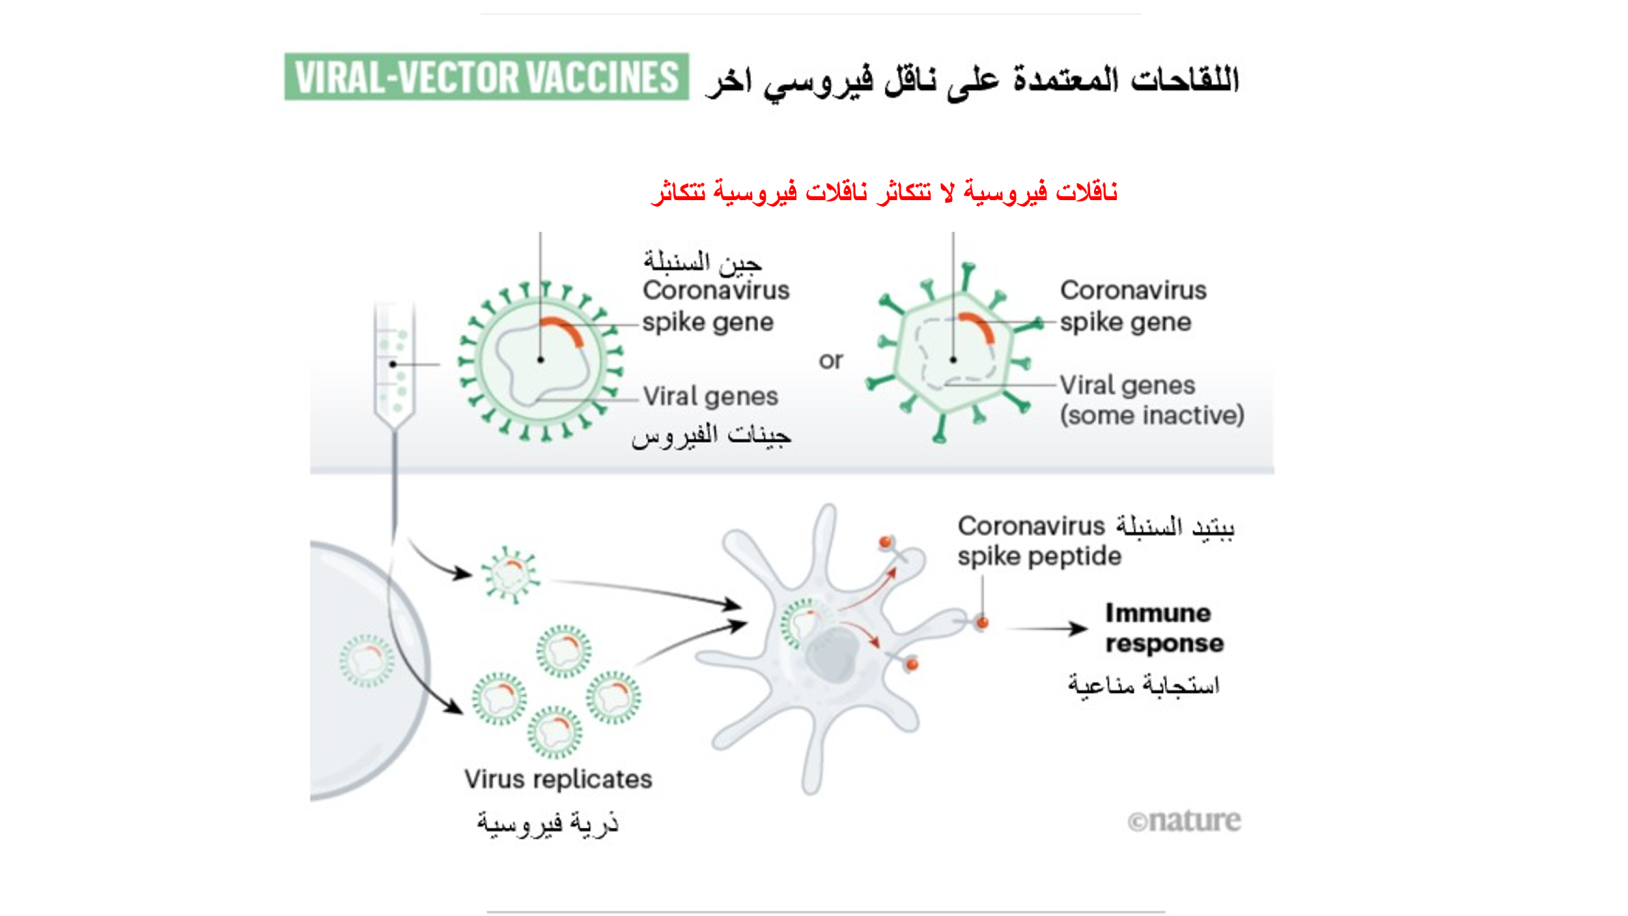 VIRAL-VECTOR VACCINES اللقاحات المعتمدة على ناقل فيروسي اخر
ناقلات فيروسية لا تتكاثر ناقلات فيروسية تتكاثر
جين السنبلة
Coronavirus
spike gene
Viral genes
جينات الفيروس
or
Coronavirus
spike gene
Viral genes
(some inactive)
Coronavirus ببتيد السنبلة
spike peptide
Immune
response
استجابة مناعية
Virus replicates
ذرية فيروسية
©nature